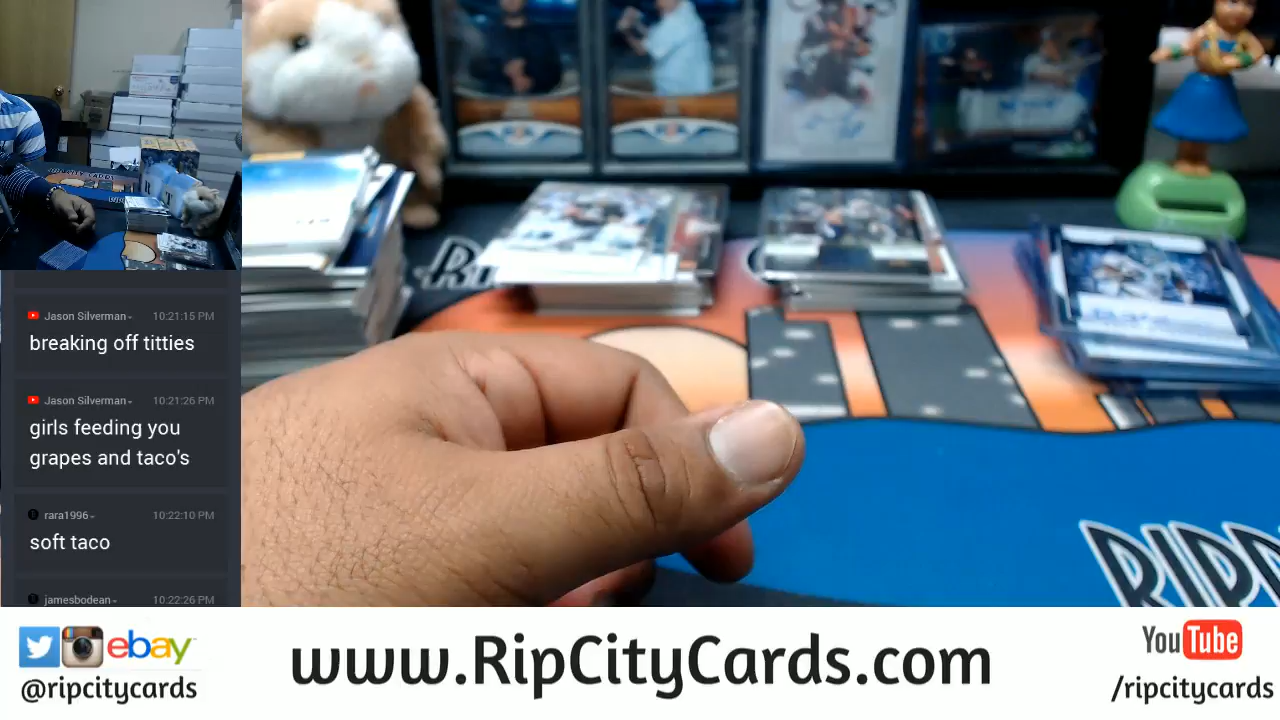 Jason Silverman
10:21:15 PM
breaking off titties
Jason Silverman
10:21:26 PM
girls feeding you
grapes and taco's
rara1996
10:22:10 PM
soft taco
jamesbodean
10:22:26 PM
RIPP
ebay
@ripcitycards
www.RipCityCards.com
YouTube
/ripcitycards